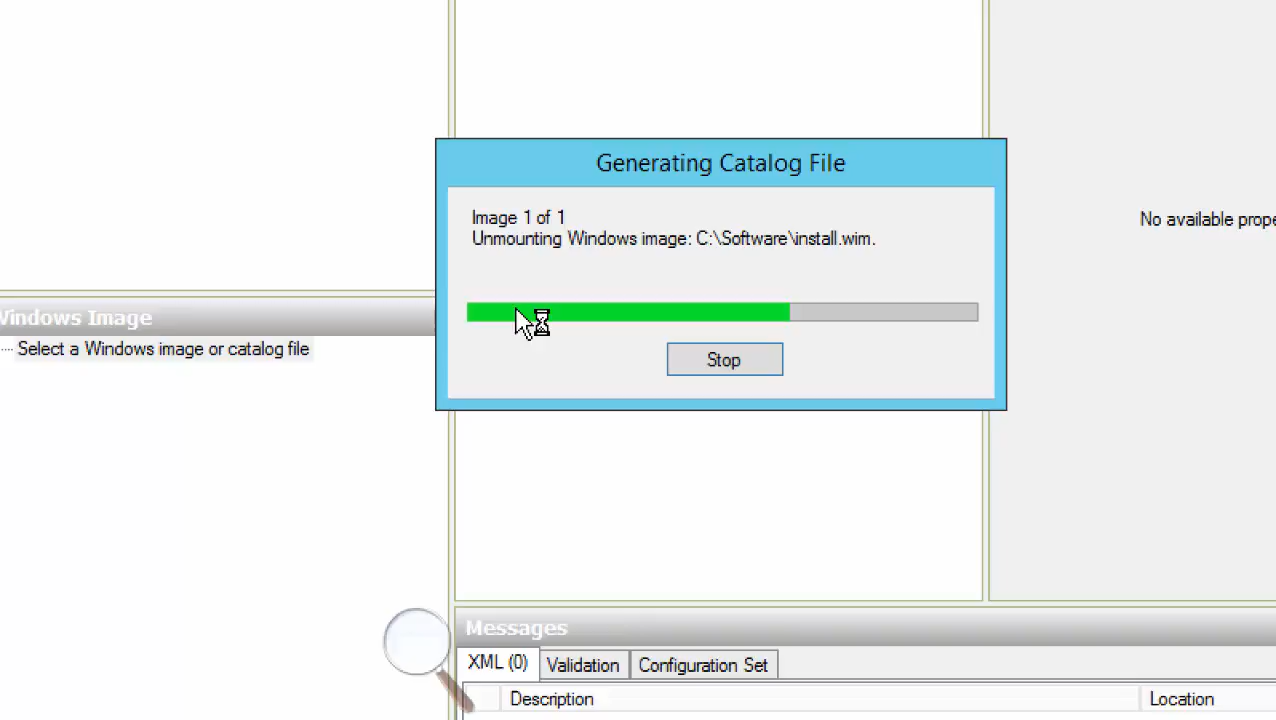 Generating Catalog File
Image 1 of 1
Unmounting Windows image: C:\Software\install.wim.
Stop
No available
Windows Image
Select a Windows image or catalog file
Messages
XML (0) Validation Configuration Set
Description Location